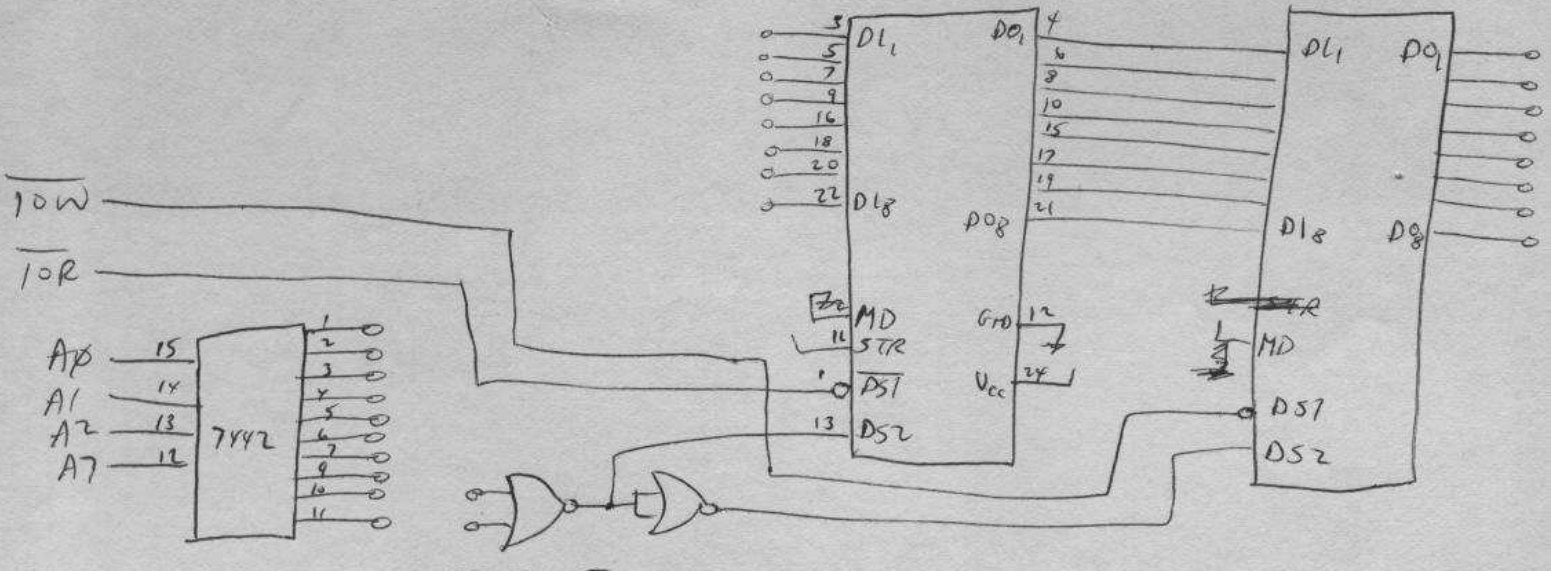 3 DI1 DO1 4 DI1 DO1
5 6
7 8
9 10
16 15
18 17
20 19
22 DI8 DO8 21 DI8 DO8
IOW
IOR
MD GND 12
11 STR MD
1 DS1 Vcc 24 DS1
13 DS2 DS2
AØ 15 7442 1
A1 14 2
A2 13 3
A7 12 4
5
6
7
9
10
11